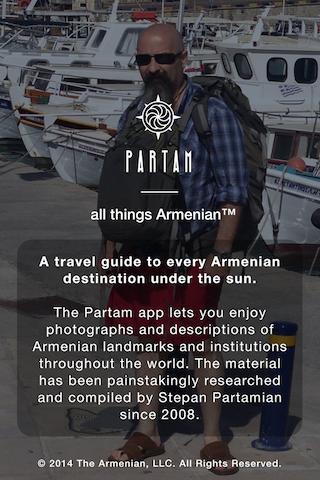 PARTAM
all things Armenian™
A travel guide to every Armenian
destination under the sun.
The Partam app lets you enjoy
photographs and descriptions of
Armenian landmarks and institutions
throughout the world. The material
has been painstakingly researched
and compiled by Stepan Partamian
since 2008.
© 2014 The Armenian, LLC. All Rights Reserved.